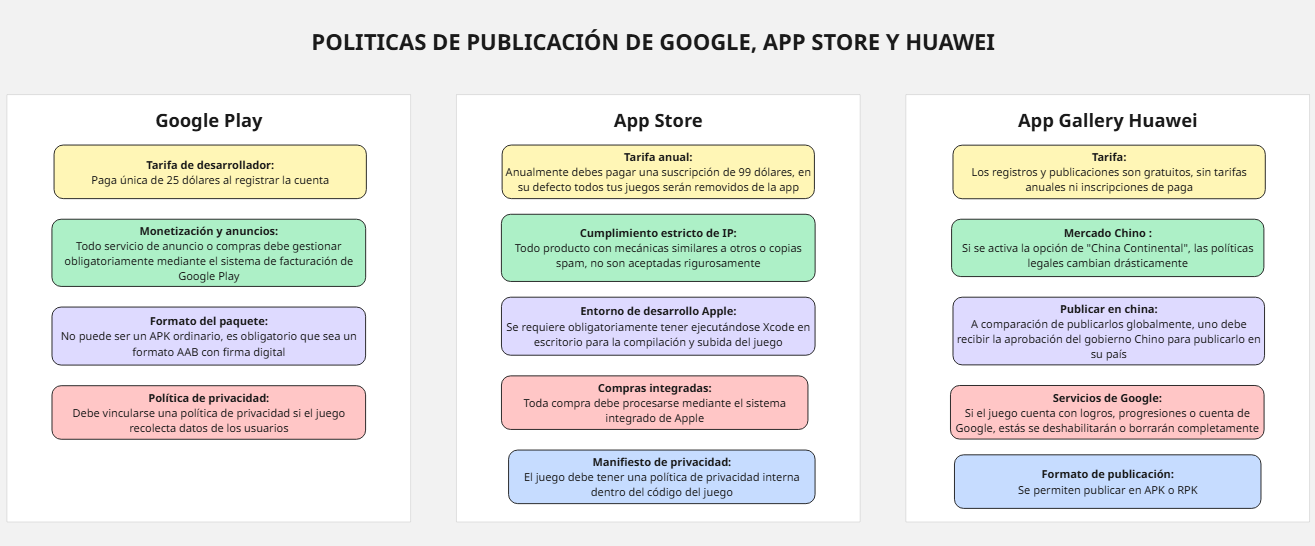 POLITICAS DE PUBLICACIÓN DE GOOGLE, APP STORE Y HUAWEI
Google Play
Tarifa de desarrollador:
Paga única de 25 dólares al registrar la cuenta
Monetización y anuncios:
Todo servicio de anuncio o compras debe gestionar
obligatoriamente mediante el sistema de facturación de
Google Play
Formato del paquete:
No puede ser un APK ordinario, es obligatorio que sea un
formato AAB con firma digital
Política de privacidad:
Debe vincularse una política de privacidad si el juego
recolecta datos de los usuarios
App Store
Tarifa anual:
Anualmente debes pagar una suscripción de 99 dólares, en
su defecto todos tus juegos serán removidos de la app
Cumplimiento estricto de IP:
Todo producto con mecánicas similares a otros o copias
spam, no son aceptadas rigurosamente
Entorno de desarrollo Apple:
Se requiere obligatoriamente tener ejecutándose Xcode en
escritorio para la compilación y subida del juego
Compras integradas:
Toda compra debe procesarse mediante el sistema
integrado de Apple
Manifiesto de privacidad:
El juego debe tener una política de privacidad interna
dentro del código del juego
App Gallery Huawei
Tarifa:
Los registros y publicaciones son gratuitos, sin tarifas
anuales ni inscripciones de paga
Mercado Chino :
Si se activa la opción de "China Continental", las políticas
legales cambian drásticamente
Publicar en china:
A comparación de publicarlos globalmente, uno debe
recibir la aprobación del gobierno Chino para publicarlo en
su país
Servicios de Google:
Si el juego cuenta con logros, progresiones o cuenta de
Google, estás se deshabilitarán o borrarán completamente
Formato de publicación:
Se permiten publicar en APK o RPK